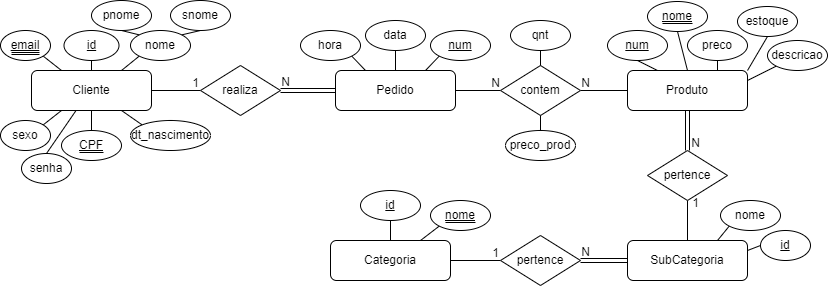 pnome
snome
email
id
nome
Cliente
sexo
CPF
dt_nascimento
senha
1
realiza
N
hora
data
num
Pedido
N
qnt
contem
preco_prod
N
num
nome
preco
estoque
descricao
Produto
N
pertence
1
id
nome
Categoria
1
pertence
N
nome
id
SubCategoria